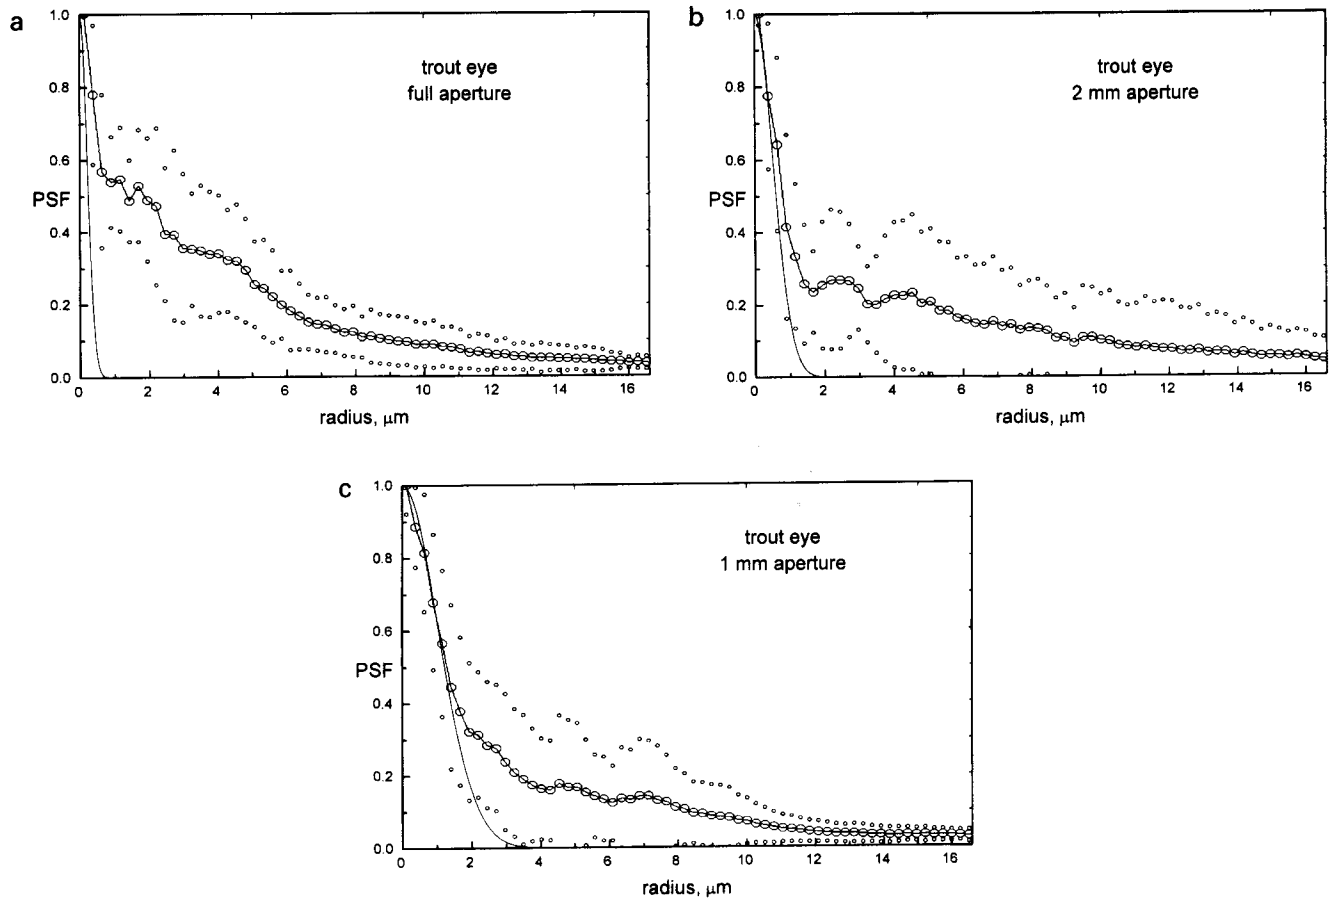 a
trout eye
full aperture
1.0
0.8
0.6
0.4
0.2
0.0
PSF
0 2 4 6 8 10 12 14 16
radius, μm
b
trout eye
2 mm aperture
1.0
0.8
0.6
0.4
0.2
0.0
PSF
0 2 4 6 8 10 12 14 16
radius, μm
c
trout eye
1 mm aperture
1.0
0.8
0.6
0.4
0.2
0.0
PSF
0 2 4 6 8 10 12 14 16
radius, μm